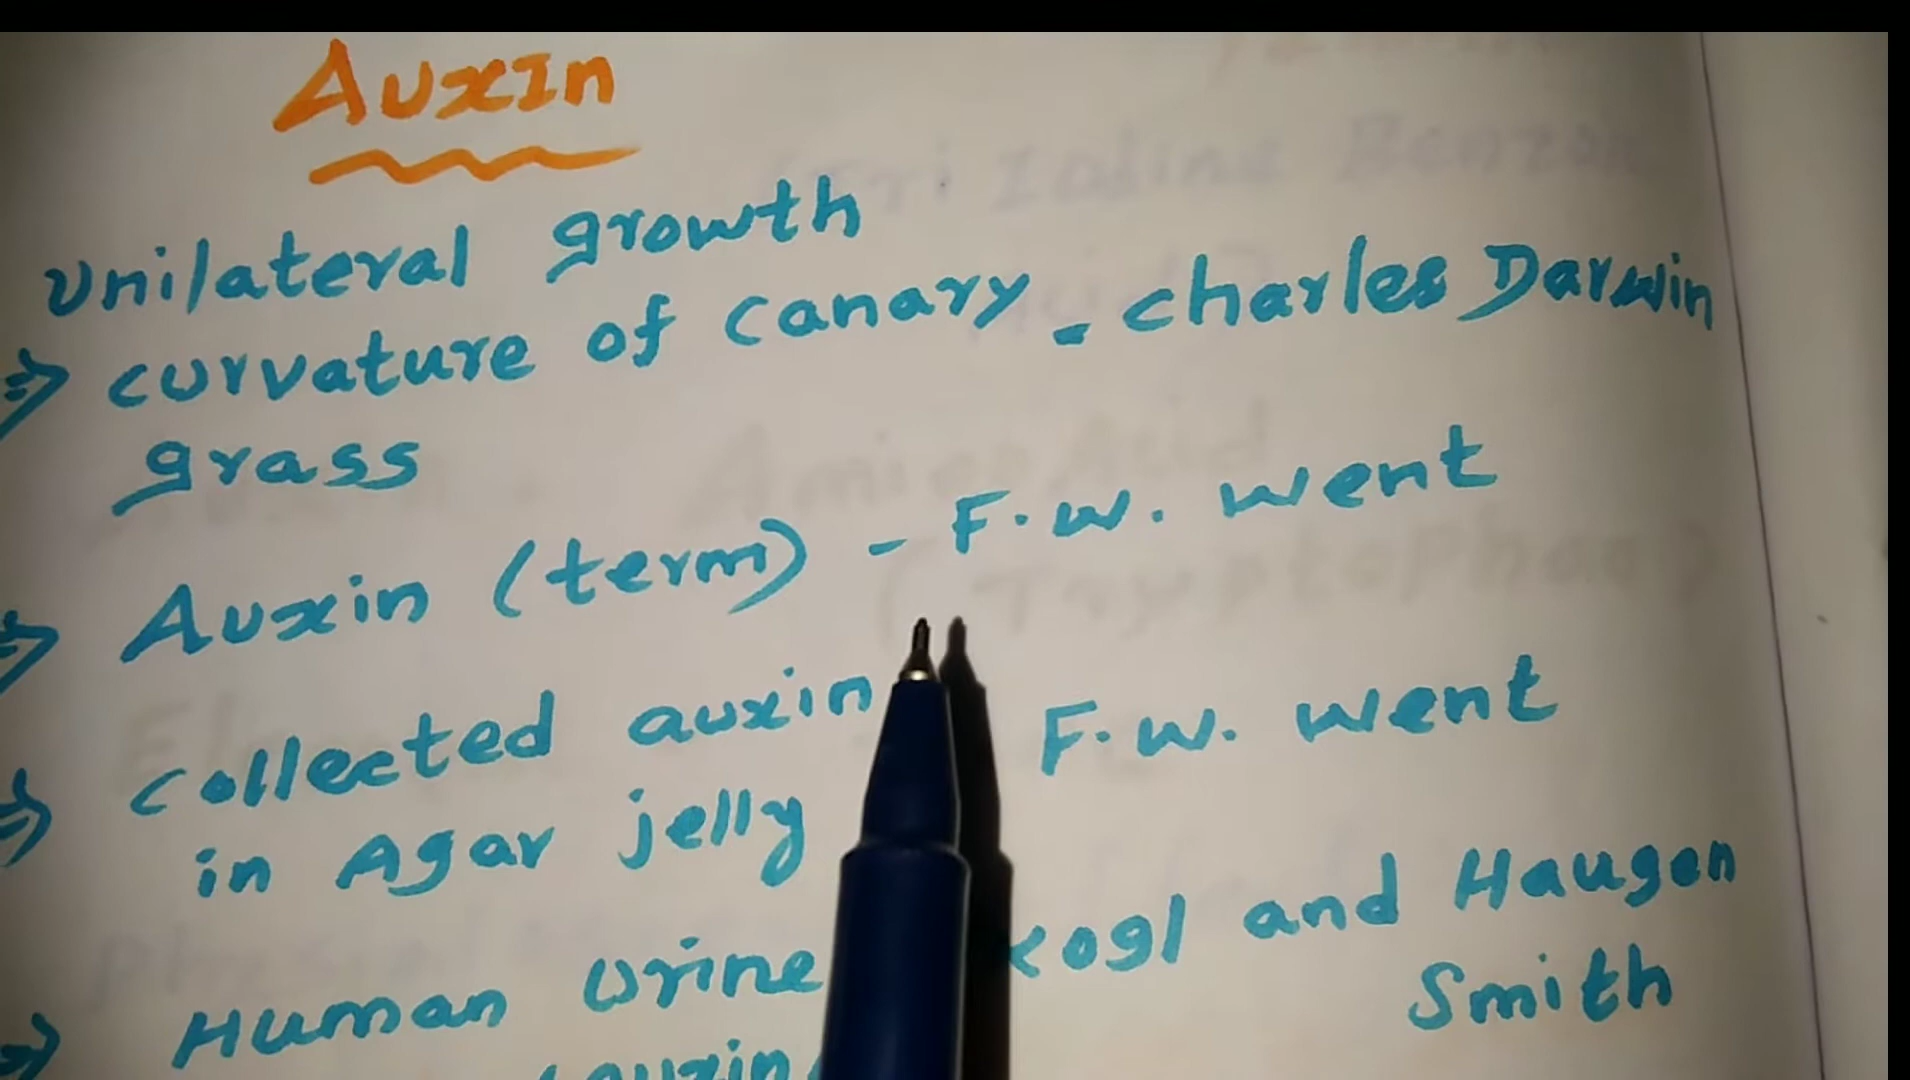 AuxIn
Unilateral growth
⇒ curvature of canary - charles Darwin
grass
⇒ Auxin (term) - F.W. went
⇒ collected auxin F.W. went
in Agar jelly
⇒ Human Urine kogl and Haugen
Smith
(auxin